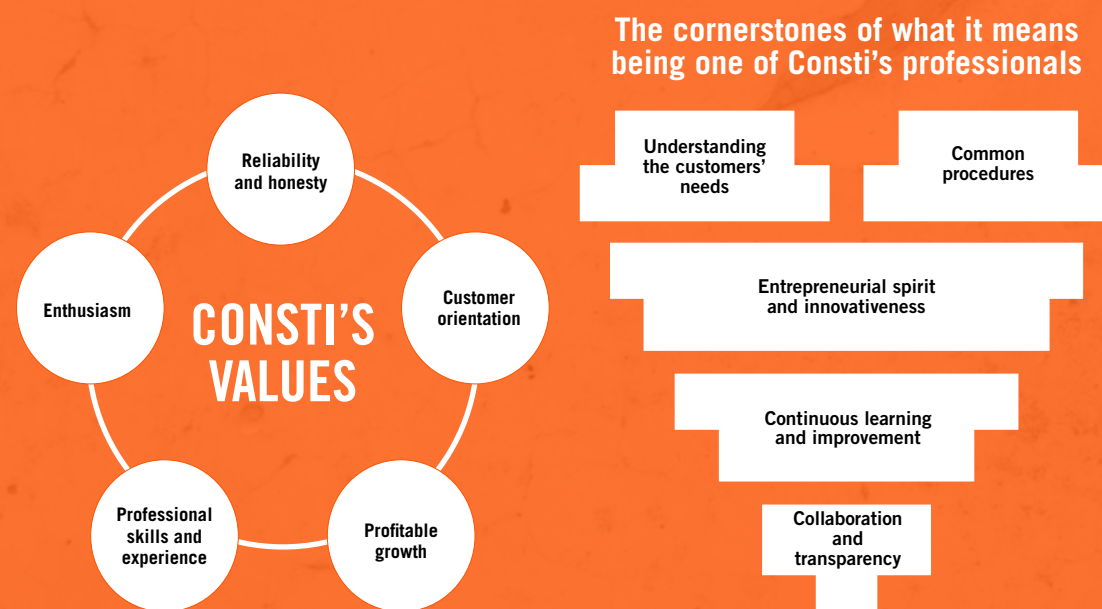 The cornerstones of what it means
being one of Consti's professionals
Reliability
and honesty
Customer
orientation
Profitable
growth
Professional
skills and
experience
Enthusiasm
CONSTI'S
VALUES
Understanding
the customers'
needs
Common
procedures
Entrepreneurial spirit
and innovativeness
Continuous learning
and improvement
Collaboration
and
transparency